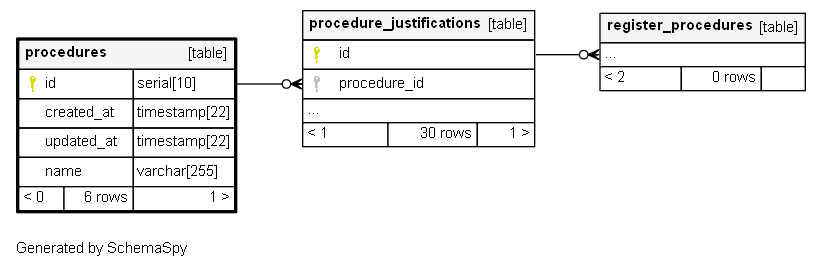 procedures [table]
id serial[10]
created_at timestamp[22]
updated_at timestamp[22]
name varchar[255]
< 0 6 rows 1 >
procedure_justifications [table]
id
procedure_id
...
< 1 30 rows 1 >
register_procedures [table]
...
< 2 0 rows
Generated by SchemaSpy